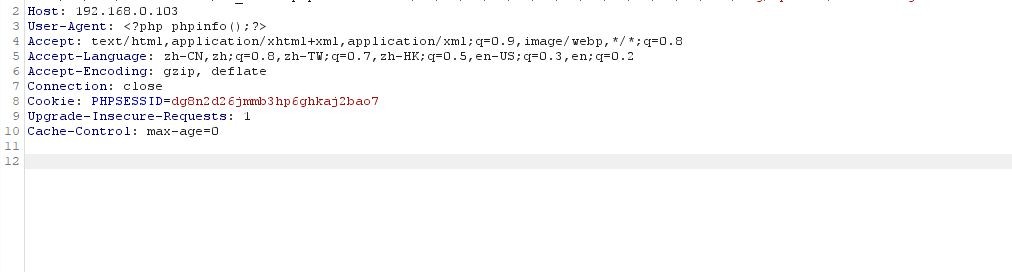 2 Host: 192.168.0.103
3 User-Agent: <?php phpinfo();?>
4 Accept: text/html,application/xhtml+xml,application/xml;q=0.9,image/webp,*/*;q=0.8
5 Accept-Language: zh-CN,zh;q=0.8,zh-TW;q=0.7,zh-HK;q=0.5,en-US;q=0.3,en;q=0.2
6 Accept-Encoding: gzip, deflate
7 Connection: close
8 Cookie: PHPSESSID=dg8n2d26jmmb3hp6ghkaj2bao7
9 Upgrade-Insecure-Requests: 1
10 Cache-Control: max-age=0
11
12